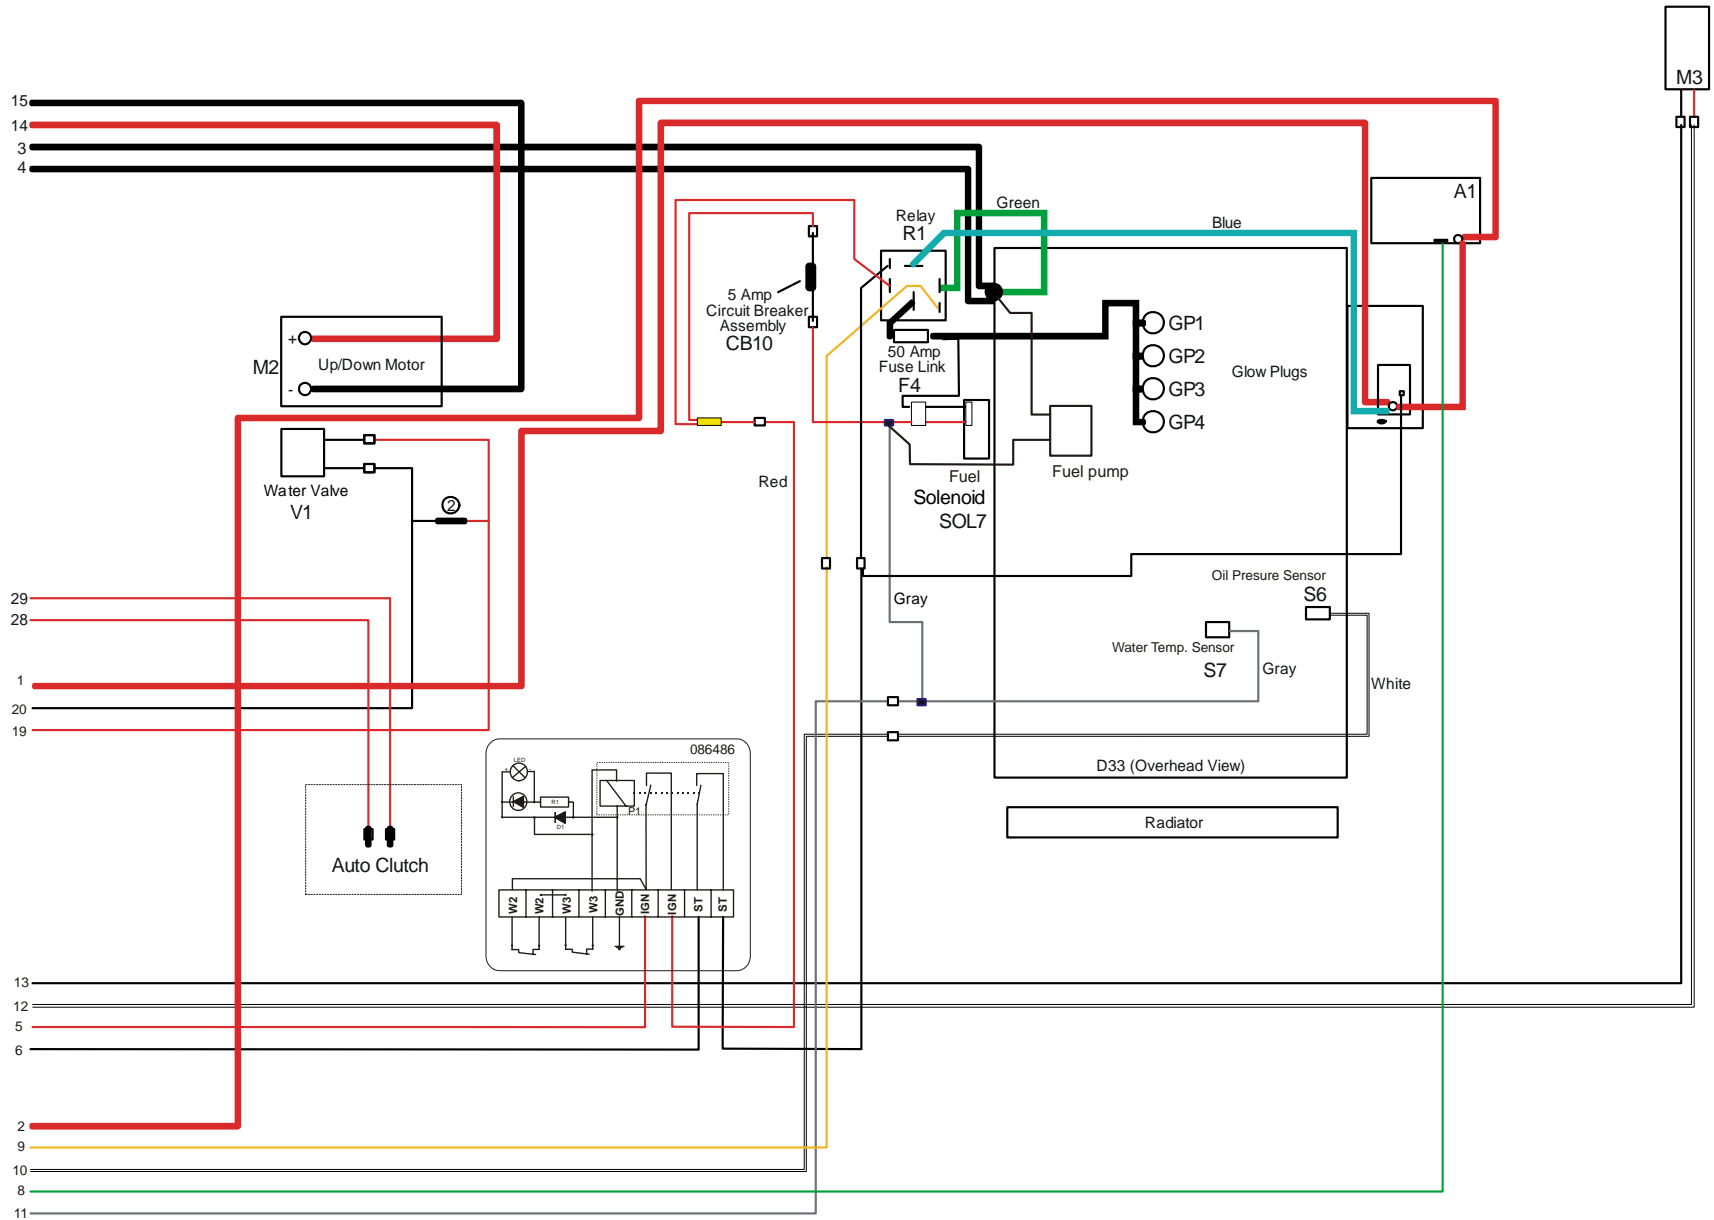 M3
15
14
3
4
A1
Green
Relay
R1
Blue
5 Amp
Circuit Breaker
Assembly
CB10
GP1
GP2
GP3
GP4
Glow Plugs
50 Amp
Fuse Link
F4
M2
+
-
Up/Down Motor
Fuel pump
Fuel
Solenoid
SOL7
Red
Water Valve
V1
2
Oil Presure Sensor
S6
29
28
Gray
Water Temp. Sensor
S7
Gray
White
1
20
19
086486
LED
R1
P1
D1
D33 (Overhead View)
Radiator
Auto Clutch
W2 W2 W3 W3 GND IGN IGN ST ST
13
12
5
6
2
9
10
8
11